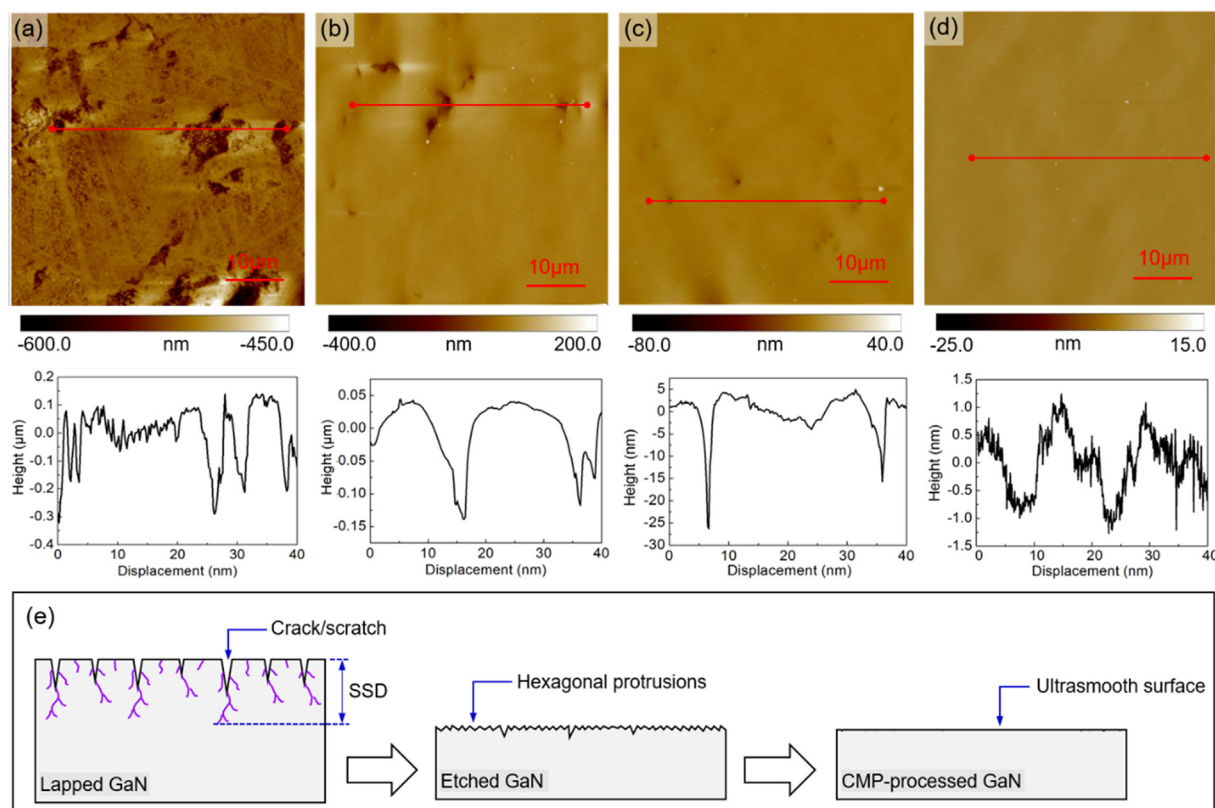 (a)
(b)
(c)
(d)
10μm
10μm
10μm
10μm
-600.0 nm -450.0
-400.0 nm 200.0
-80.0 nm 40.0
-25.0 nm 15.0
0.2
0.1
0.0
-0.1
-0.2
-0.3
-0.4
Height (μm)
0 10 20 30 40
Displacement (nm)
0.05
0.00
-0.05
-0.10
-0.15
Height (μm)
0 10 20 30 40
Displacement (nm)
5
0
-5
-10
-15
-20
-25
-30
Height (nm)
0 10 20 30 40
Displacement (nm)
1.5
1.0
0.5
0.0
-0.5
-1.0
-1.5
Height (nm)
0 10 20 30 40
Displacement (nm)
(e)
Crack/scratch
SSD
Lapped GaN
Hexagonal protrusions
Etched GaN
Ultrasmooth surface
CMP-processed GaN